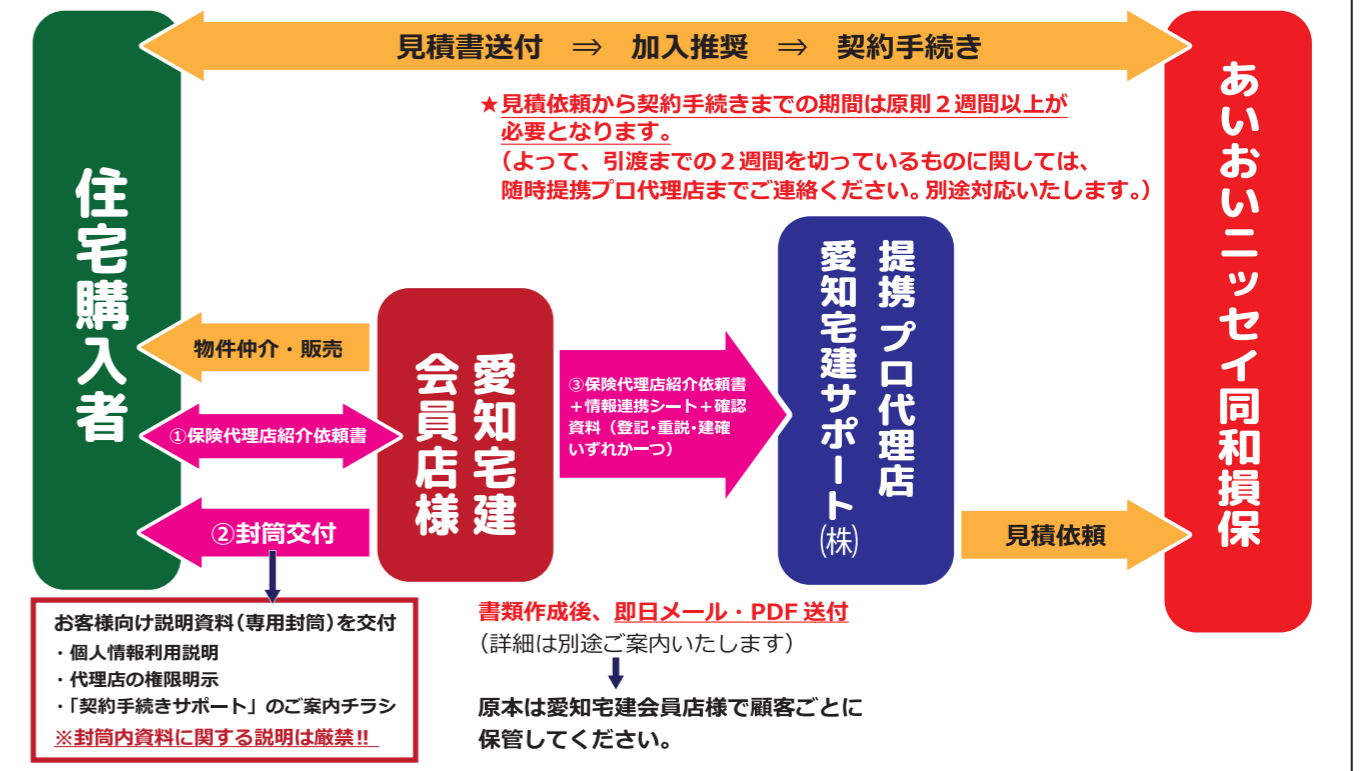 見積書送付 ⇒ 加入推奨 ⇒ 契約手続き
★見積依頼から契約手続きまでの期間は原則2週間以上が
必要となります。
(よって、引渡までの2週間を切っているものに関しては、
随時提携プロ代理店までご連絡ください。別途対応いたします。)
住宅購入者
あいおいニッセイ同和損保
物件仲介・販売
①保険代理店紹介依頼書
②封筒交付
愛知宅建
会員店様
③保険代理店紹介依頼書
+情報連携シート+確認
資料(登記・重説・建確
いずれか一つ)
提携プロ代理店
愛知宅建サポート(株)
見積依頼
お客様向け説明資料(専用封筒)を交付
・個人情報利用説明
・代理店の権限明示
・「契約手続きサポート」のご案内チラシ
※封筒内資料に関する説明は厳禁!!
書類作成後、即日メール・PDF 送付
(詳細は別途ご案内いたします)
原本は愛知宅建会員店様で顧客ごとに
保管してください。